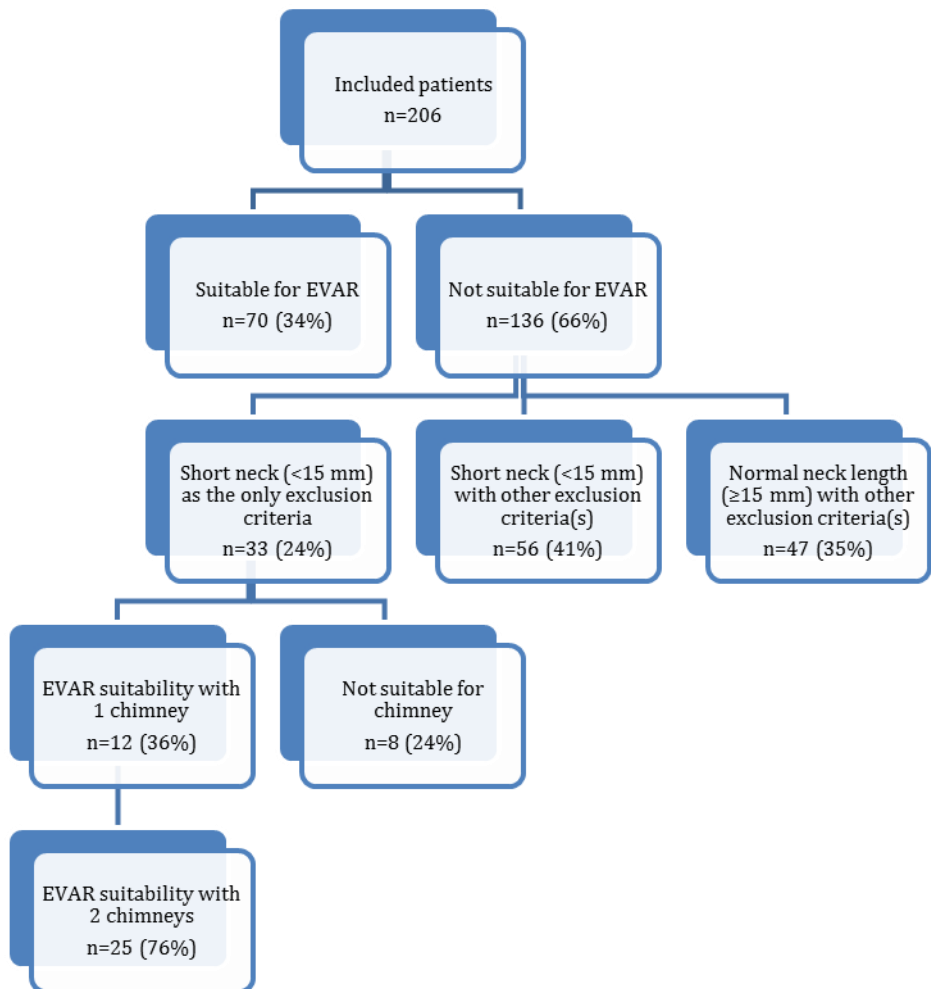 Included patients
n=206
Suitable for EVAR
n=70 (34%)
Not suitable for EVAR
n=136 (66%)
Short neck (<15 mm)
as the only exclusion
criteria
n=33 (24%)
Short neck (<15 mm)
with other exclusion
criteria(s)
n=56 (41%)
Normal neck length
(≥15 mm) with other
exclusion criteria(s)
n=47 (35%)
EVAR suitability with
1 chimney
n=12 (36%)
Not suitable for
chimney
n=8 (24%)
EVAR suitability with
2 chimneys
n=25 (76%)